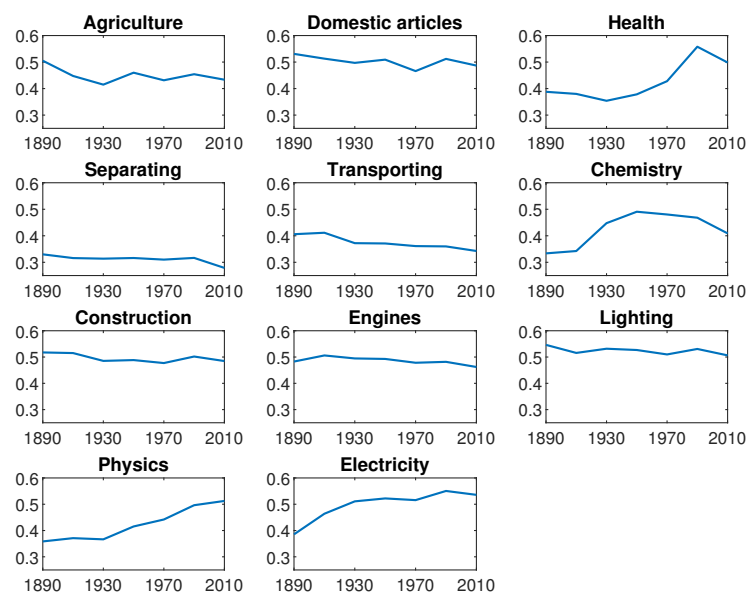 Agriculture Domestic articles Health
0.6 0.6 0.6
0.5 0.5 0.5
0.4 0.4 0.4
0.3 0.3 0.3
1890 1930 1970 2010 1890 1930 1970 2010 1890 1930 1970 2010
Separating Transporting Chemistry
0.6 0.6 0.6
0.5 0.5 0.5
0.4 0.4 0.4
0.3 0.3 0.3
1890 1930 1970 2010 1890 1930 1970 2010 1890 1930 1970 2010
Construction Engines Lighting
0.6 0.6 0.6
0.5 0.5 0.5
0.4 0.4 0.4
0.3 0.3 0.3
1890 1930 1970 2010 1890 1930 1970 2010 1890 1930 1970 2010
Physics Electricity
0.6 0.6
0.5 0.5
0.4 0.4
0.3 0.3
1890 1930 1970 2010 1890 1930 1970 2010